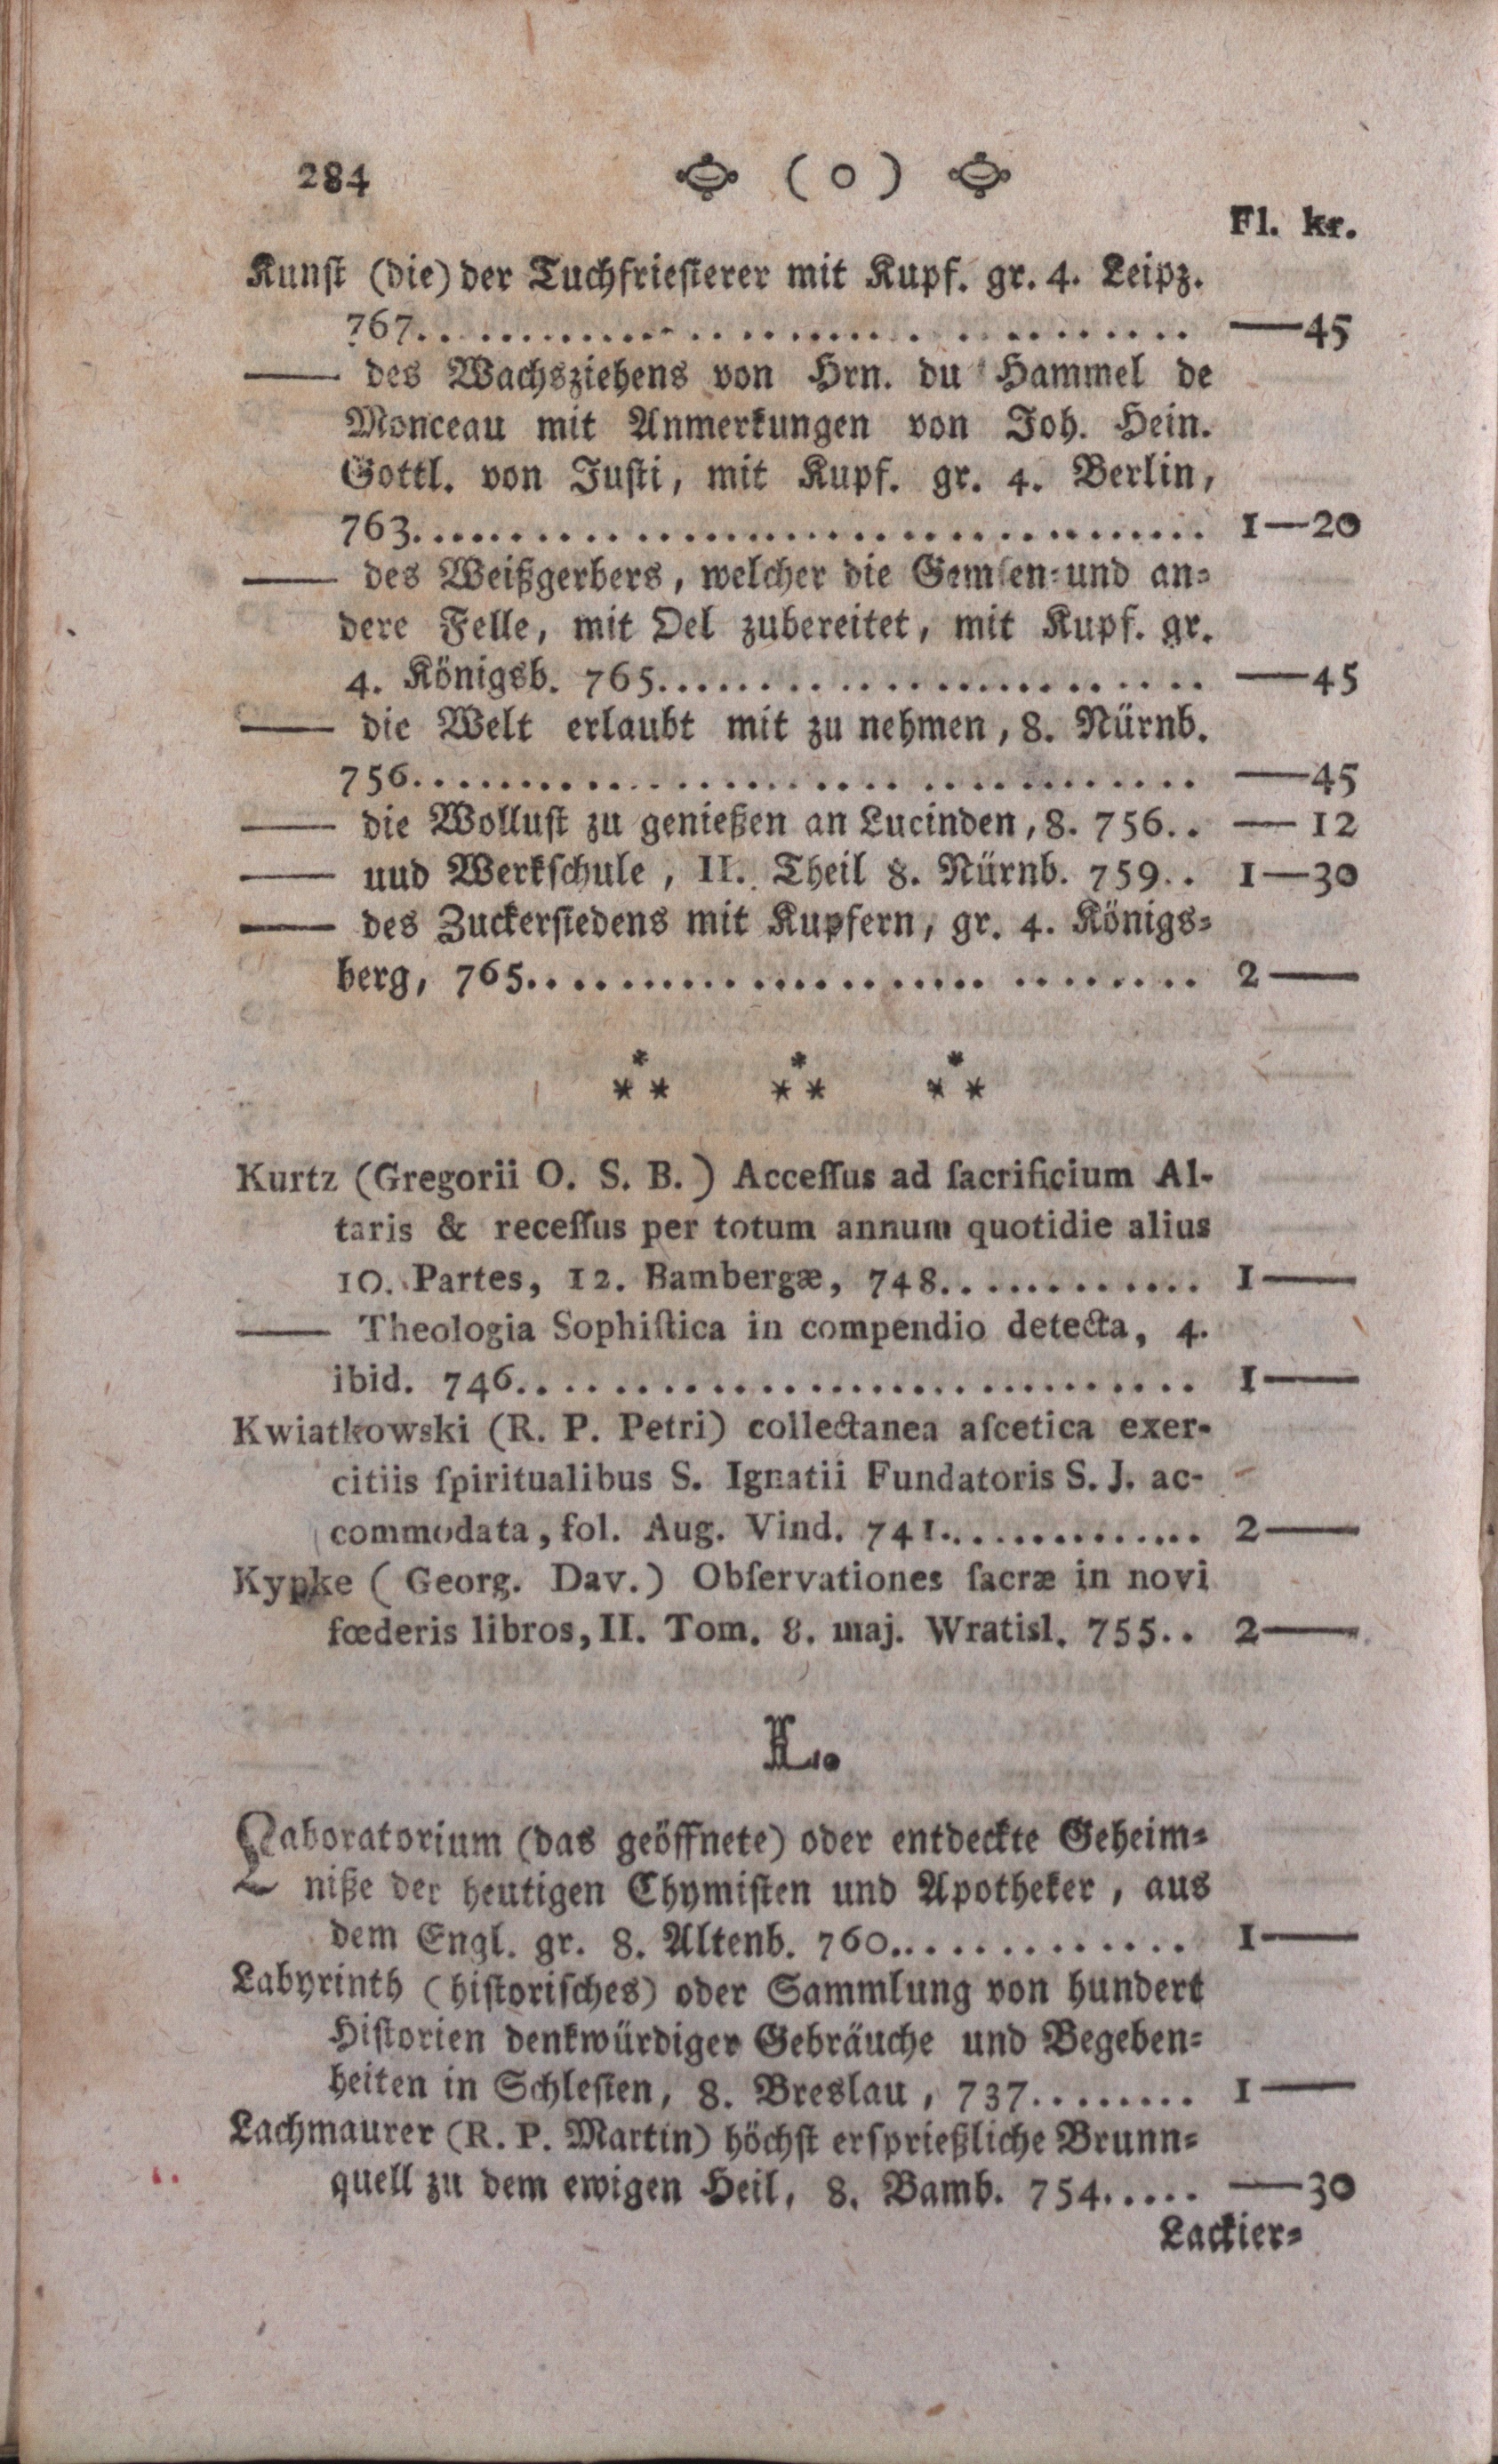 284 ( o )
Fl. kr.
Kunst (die) der Tuchfriesierer mit Kupf. gr. 4. Leipz.
767. . . . . . . . . . . . . . . . . . . . . . . . . . . . . . —45
—— des Wachsziehens von Hrn. du Hammel de
Monceau mit Anmerkungen von Joh. Hein.
Gottl. von Justi, mit Kupf. gr. 4. Berlin,
763. . . . . . . . . . . . . . . . . . . . . . . . . . . . . . 1—20
—— des Weißgerbers, welcher die Gemsen-und an-
dere Felle, mit Oel zubereitet, mit Kupf. gr.
4. Königsb. 765. . . . . . . . . . . . . . . . . . . . . . —45
—— die Welt erlaubt mit zu nehmen, 8. Nürnb.
756. . . . . . . . . . . . . . . . . . . . . . . . . . . . . . —45
—— die Wollust zu genießen an Lucinden, 8. 756. . — 12
—— uud Werkschule, II. Theil 8. Nürnb. 759. . 1—30
—— des Zuckersiedens mit Kupfern, gr. 4. Königs-
berg, 765. . . . . . . . . . . . . . . . . . . . . . . . . . 2——
* * * * * * * * *
Kurtz (Gregorii O. S. B.) Acceſſus ad ſacrificium Al-
taris & receſſus per totum annum quotidie alius
10. Partes, 12. Bambergæ, 748. . . . . . . . . . . . 1——
—— Theologia Sophiſtica in compendio detecta, 4.
ibid. 746. . . . . . . . . . . . . . . . . . . . . . . . . . . 1——
Kwiatkowski (R. P. Petri) collectanea aſcetica exer-
citiis ſpiritualibus S. Ignatii Fundatoris S. J. ac-
commodata, fol. Aug. Vind. 741. . . . . . . . . . . . 2——
Kypke ( Georg. Dav.) Obſervationes ſacræ in novi
fœderis libros, II. Tom. 8. maj. Wratisl. 755. . 2——
L.
Laboratorium (das geöffnete) oder entdeckte Geheim-
niße der heutigen Chymisten und Apotheker, aus
dem Engl. gr. 8. Altenb. 760. . . . . . . . . . . . . 1——
Labyrinth (historisches) oder Sammlung von hundert
Historien denkwürdiger Gebräuche und Begeben-
heiten in Schlesien, 8. Breslau, 737. . . . . . . . 1——
Lachmaurer (R. P. Martin) höchst ersprießliche Brunn-
quell zu dem ewigen Heil, 8. Bamb. 754. . . . . —30
Lackier-